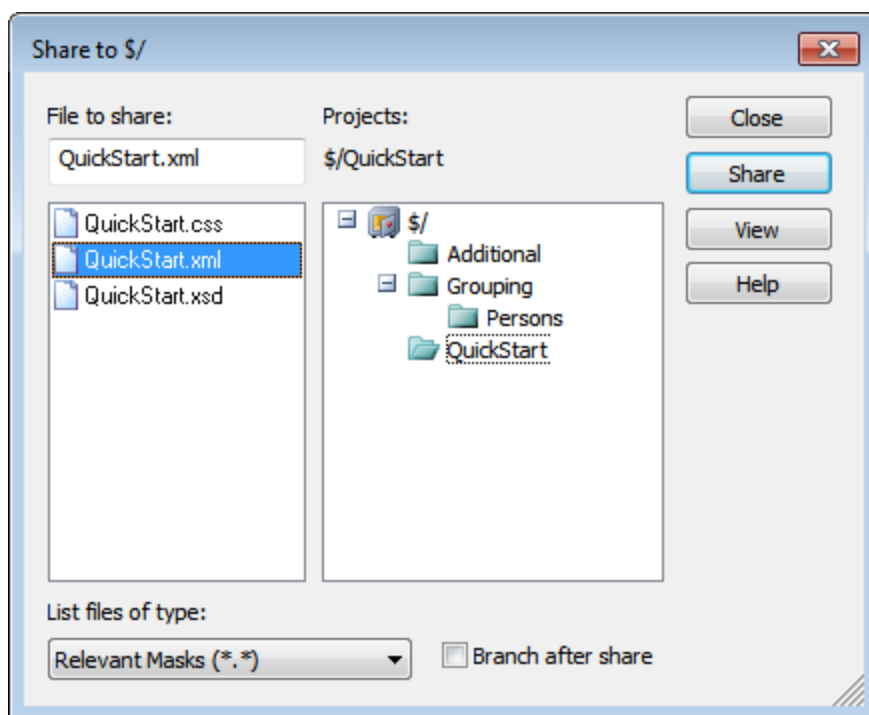 Share to $/
File to share:
Projects:
Close
QuickStart.xml
$/QuickStart
Share
QuickStart.css
QuickStart.xml
QuickStart.xsd
$/
Additional
Grouping
Persons
QuickStart
View
Help
List files of type:
Relevant Masks (*.*)
Branch after share